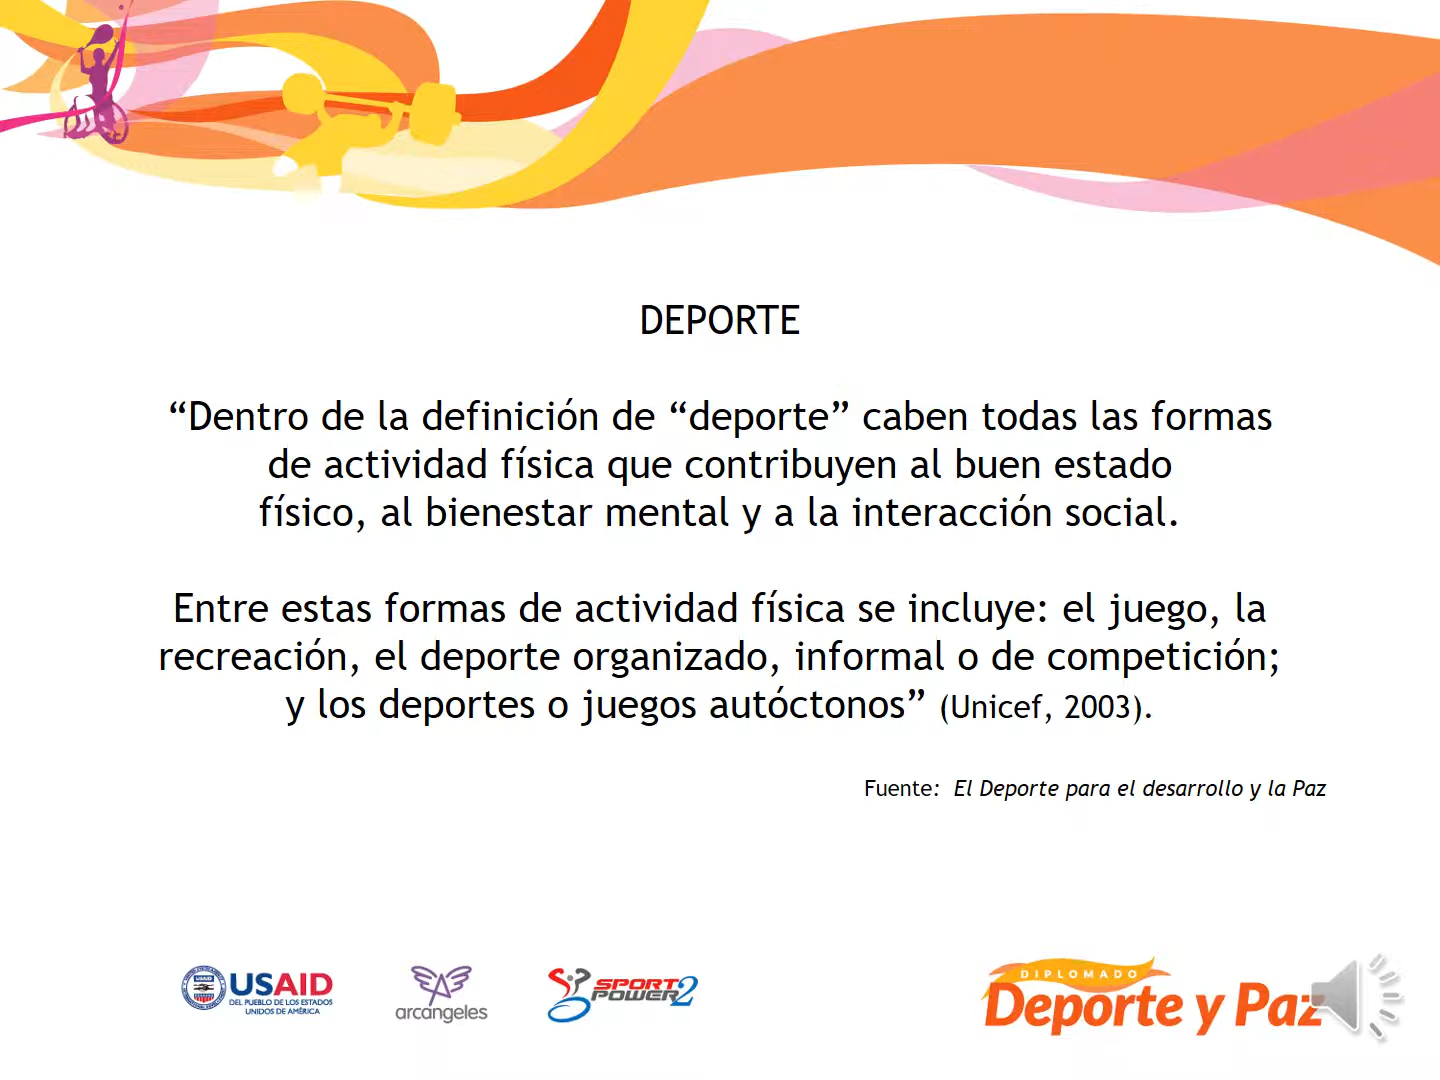 DEPORTE
“Dentro de la definición de “deporte” caben todas las formas
de actividad física que contribuyen al buen estado
físico, al bienestar mental y a la interacción social.
Entre estas formas de actividad física se incluye: el juego, la
recreación, el deporte organizado, informal o de competición;
y los deportes o juegos autóctonos” (Unicef, 2003).
Fuente: El Deporte para el desarrollo y la Paz
USAID
DEL PUEBLO DE LOS ESTADOS
UNIDOS DE AMÉRICA
arcangeles
SPORT
POWER2
DIPLOMADO
Deporte y Paz